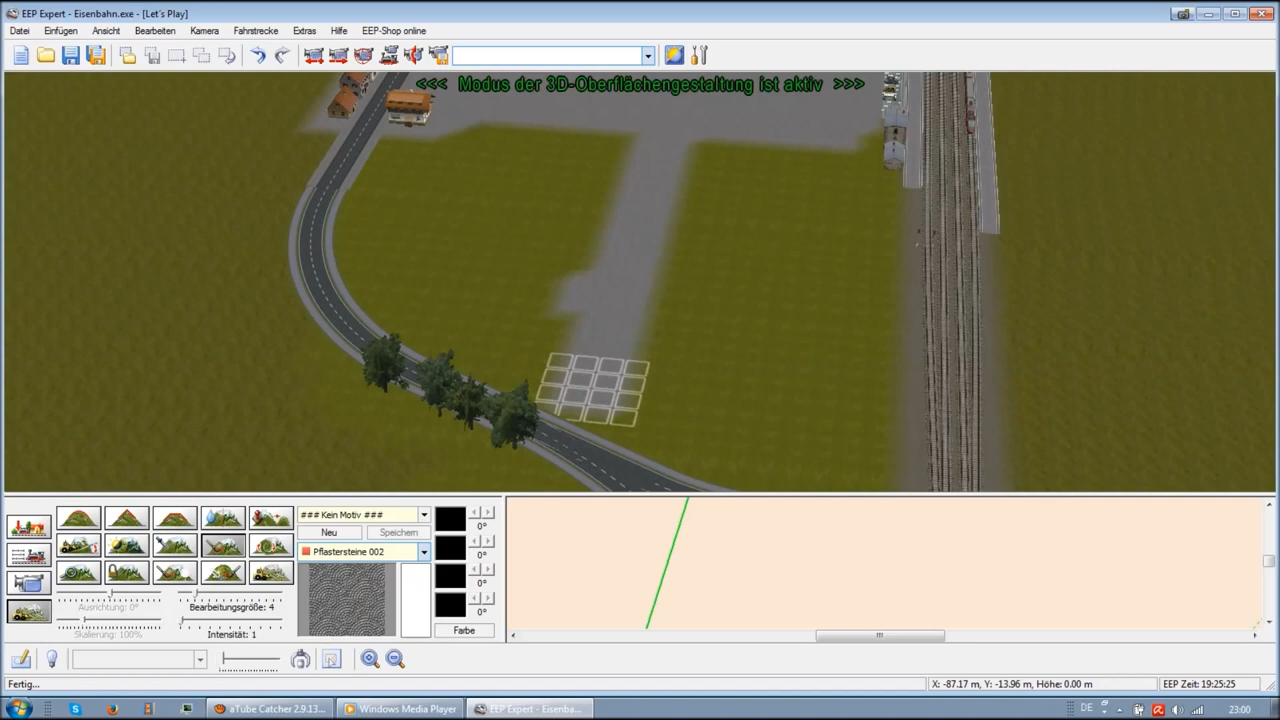 EEP Expert - Eisenbahn.exe - [Let´s Play]
Datei Einfügen Ansicht Bearbeiten Kamera Fahrstrecke Extras Hilfe EEP-Shop online
<<< Modus der 3D-Oberflächengestaltung ist aktiv >>>
### Kein Motiv ###
Neu Speichern
Pflastersteine 002
0°
0°
0°
0°
Ausrichtung: 0° Bearbeitungsgröße: 4
Skalierung: 100% Intensität: 1
Farbe
Fertig... X: -87.17 m, Y: -13.96 m, Höhe: 0.00 m EEP Zeit: 19:25:25
aTube Catcher 2.9.13... Windows Media Player EEP Expert - Eisenba... DE 23:00